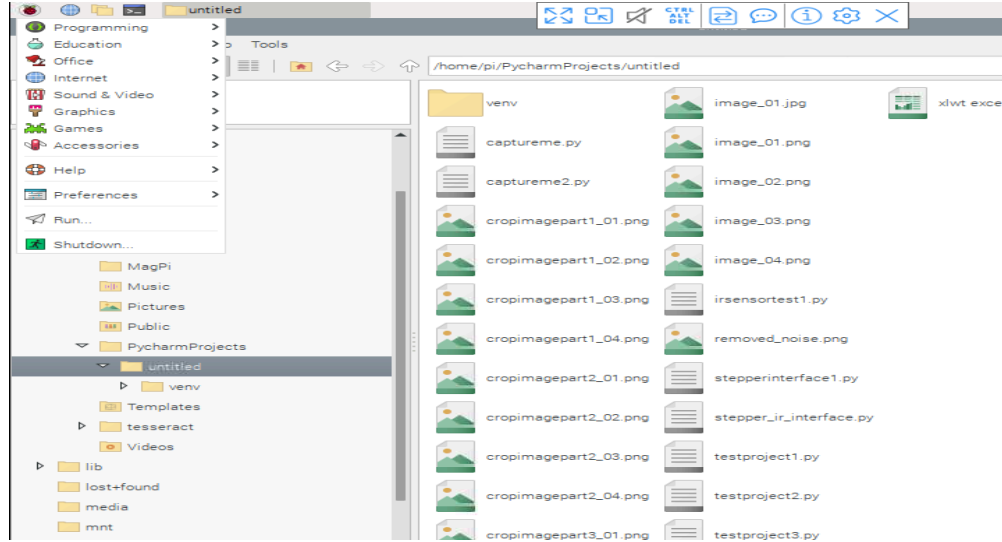 untitled
CTRL
ALT
DEL
Programming
Education
Office
Internet
Sound & Video
Graphics
Games
Accessories
Help
Preferences
Run...
Shutdown...
Tools
/home/pi/PycharmProjects/untitled
MagPi
Music
Pictures
Public
PycharmProjects
untitled
venv
Templates
tesseract
Videos
lib
lost+found
media
mnt
venv
captureme.py
captureme2.py
cropimagepart1_01.png
cropimagepart1_02.png
cropimagepart1_03.png
cropimagepart1_04.png
cropimagepart2_01.png
cropimagepart2_02.png
cropimagepart2_03.png
cropimagepart2_04.png
cropimagepart3_01.png
image_01.jpg
image_01.png
image_02.png
image_03.png
image_04.png
irsensortest1.py
removed_noise.png
stepperinterface1.py
stepper_ir_interface.py
testproject1.py
testproject2.py
testproject3.py
xlwt exce